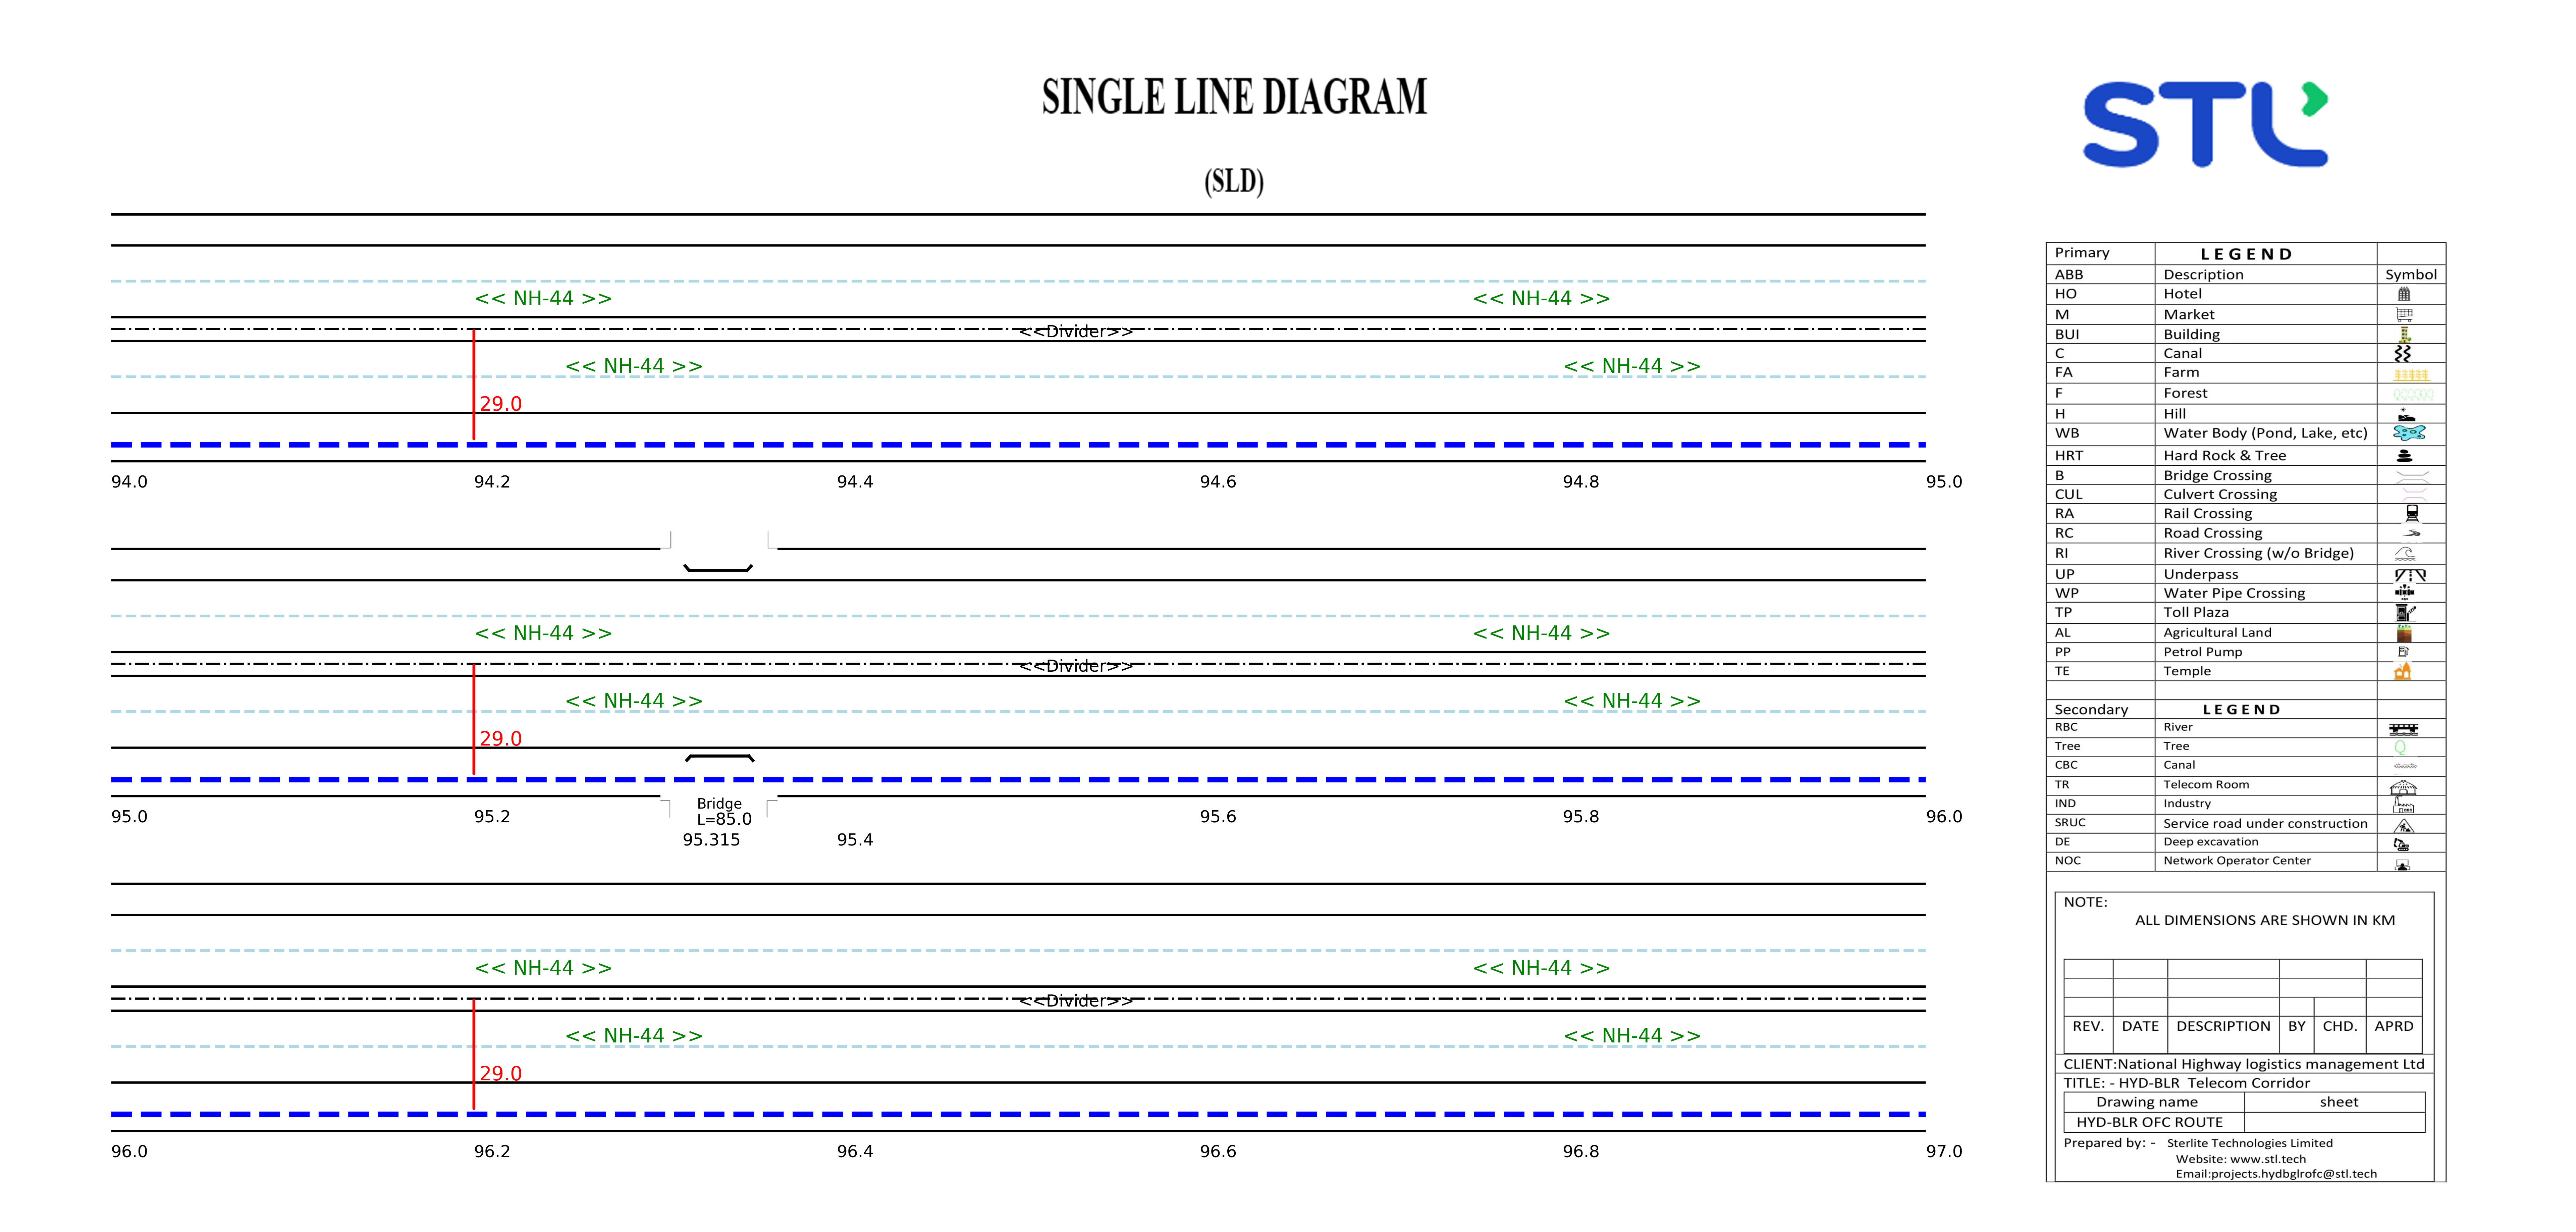 SINGLE LINE DIAGRAM
(SLD)
STL
<< NH-44 >> << NH-44 >>
<<Divider>>
<< NH-44 >> << NH-44 >>
29.0
94.0 94.2 94.4 94.6 94.8 95.0
<< NH-44 >> << NH-44 >>
<<Divider>>
<< NH-44 >> << NH-44 >>
29.0
Bridge
L=85.0
95.0 95.2 95.6 95.8 96.0
95.315 95.4
<< NH-44 >> << NH-44 >>
<<Divider>>
<< NH-44 >> << NH-44 >>
29.0
96.0 96.2 96.4 96.6 96.8 97.0
Primary LEGEND
ABB Description Symbol
HO Hotel
M Market
BUI Building
C Canal
FA Farm
F Forest
H Hill
WB Water Body (Pond, Lake, etc)
HRT Hard Rock & Tree
B Bridge Crossing
CUL Culvert Crossing
RA Rail Crossing
RC Road Crossing
RI River Crossing (w/o Bridge)
UP Underpass
WP Water Pipe Crossing
TP Toll Plaza
AL Agricultural Land
PP Petrol Pump
TE Temple
Secondary LEGEND
RBC River
Tree Tree
CBC Canal
TR Telecom Room
IND Industry
SRUC Service road under construction
DE Deep excavation
NOC Network Operator Center
NOTE:
ALL DIMENSIONS ARE SHOWN IN KM
REV. DATE DESCRIPTION BY CHD. APRD
CLIENT:National Highway logistics management Ltd
TITLE: - HYD-BLR Telecom Corridor
Drawing name sheet
HYD-BLR OFC ROUTE
Prepared by: - Sterlite Technologies Limited
Website: www.stl.tech
Email:projects.hydbglrofc@stl.tech